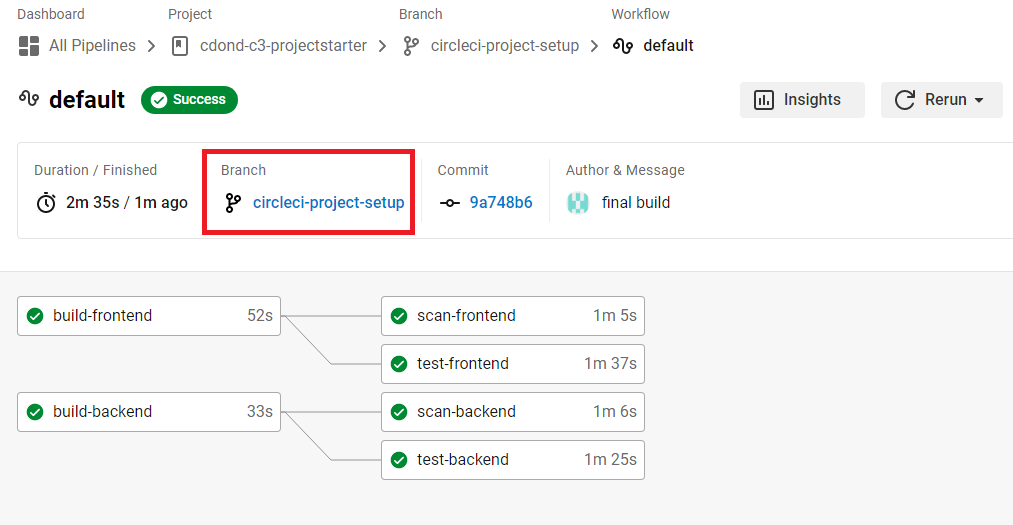 Dashboard Project Branch Workflow
All Pipelines cdond-c3-projectstarter circleci-project-setup default
default Success Insights Rerun
Duration / Finished Branch Commit Author & Message
2m 35s / 1m ago circleci-project-setup 9a748b6 final build
build-frontend 52s scan-frontend 1m 5s
test-frontend 1m 37s
build-backend 33s scan-backend 1m 6s
test-backend 1m 25s